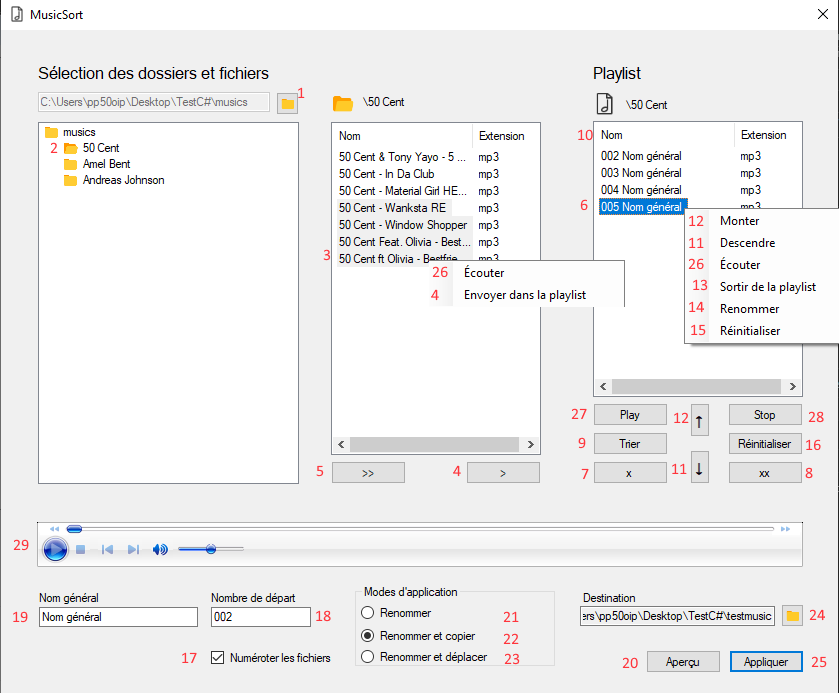 MusicSort
Sélection des dossiers et fichiers
C:\Users\pp50oip\Desktop\TestC#\musics
1
musics
2
50 Cent
Amel Bent
Andreas Johnson
\50 Cent
Nom Extension
50 Cent & Tony Yayo - 5 ... mp3
50 Cent - In Da Club mp3
50 Cent - Material Girl HE... mp3
50 Cent - Wanksta RE mp3
50 Cent - Window Shopper mp3
50 Cent Feat. Olivia - Best... mp3
3 50 Cent ft Olivia - Bestfrie... mp3
26 Écouter
4 Envoyer dans la playlist
5 >>
4 >
Playlist
\50 Cent
10 Nom Extension
002 Nom général mp3
003 Nom général mp3
004 Nom général mp3
6 005 Nom général mp3
12 Monter
11 Descendre
26 Écouter
13 Sortir de la playlist
14 Renommer
15 Réinitialiser
27 Play 12 ↑ Stop 28
9 Trier Réinitialiser 16
7 x 11 ↓ xx 8
29
Nom général
19 Nom général
Nombre de départ
002 18
17 Numéroter les fichiers
Modes d'application
Renommer 21
Renommer et copier 22
Renommer et déplacer 23
Destination
ers\pp50oip\Desktop\TestC#\testmusic 24
20 Aperçu Appliquer 25